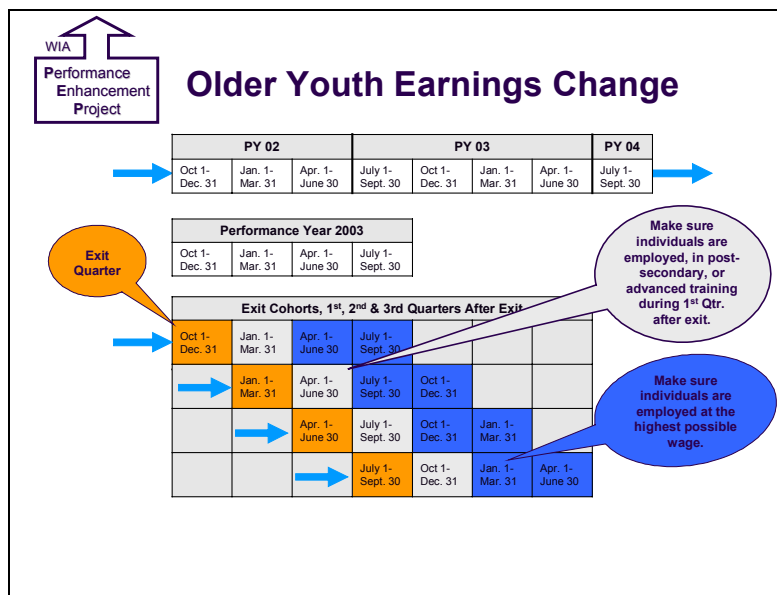 WIA
Performance
Enhancement
Project
Older Youth Earnings Change
PY 02 PY 03 PY 04
Oct 1- Jan. 1- Apr. 1- July 1- Oct 1- Jan. 1- Apr. 1- July 1-
Dec. 31 Mar. 31 June 30 Sept. 30 Dec. 31 Mar. 31 June 30 Sept. 30
Performance Year 2003
Oct 1- Jan. 1- Apr. 1- July 1-
Dec. 31 Mar. 31 June 30 Sept. 30
Exit
Quarter
Make sure
individuals are
employed, in post-
secondary, or
advanced training
during 1st Qtr.
after exit.
Exit Cohorts, 1st, 2nd & 3rd Quarters After Exit
Oct 1- Jan. 1- Apr. 1- July 1-
Dec. 31 Mar. 31 June 30 Sept. 30
Jan. 1- Apr. 1- July 1- Oct 1-
Mar. 31 June 30 Sept. 30 Dec. 31
Apr. 1- July 1- Oct 1- Jan. 1-
June 30 Sept. 30 Dec. 31 Mar. 31
July 1- Oct 1- Jan. 1- Apr. 1-
Sept. 30 Dec. 31 Mar. 31 June 30
Make sure
individuals are
employed at the
highest possible
wage.